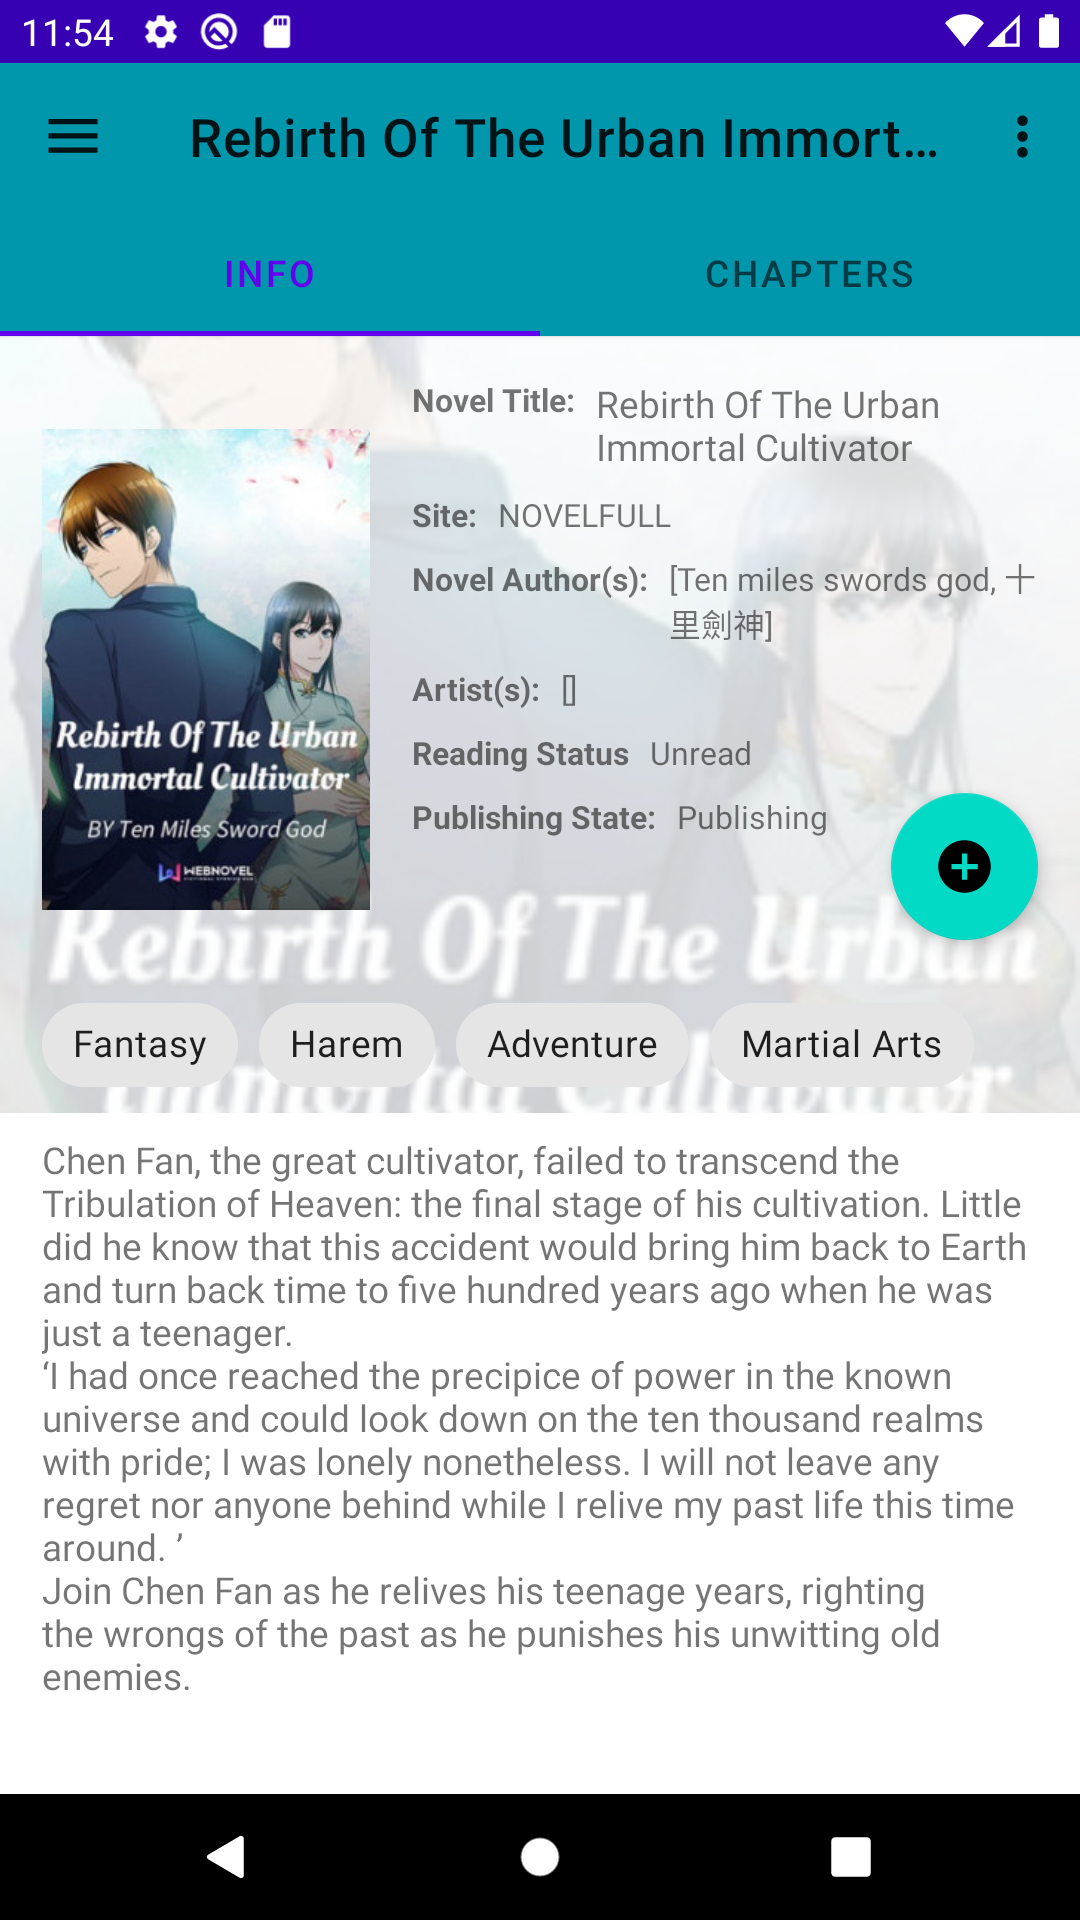 11:54
Rebirth Of The Urban Immort...
INFO
CHAPTERS
Novel Title: Rebirth Of The Urban
Immortal Cultivator
Site: NOVELFULL
Novel Author(s): [Ten miles swords god, 十
里劍神]
Artist(s): []
Reading Status Unread
Publishing State: Publishing
Rebirth Of The Urban
Immortal Cultivator
BY Ten Miles Sword God
WEBNOVEL
Rebirth Of The Urban
Immortal Cultivator
Fantasy
Harem
Adventure
Martial Arts
Chen Fan, the great cultivator, failed to transcend the
Tribulation of Heaven: the final stage of his cultivation. Little
did he know that this accident would bring him back to Earth
and turn back time to five hundred years ago when he was
just a teenager.
‘I had once reached the precipice of power in the known
universe and could look down on the ten thousand realms
with pride; I was lonely nonetheless. I will not leave any
regret nor anyone behind while I relive my past life this time
around. ’
Join Chen Fan as he relives his teenage years, righting
the wrongs of the past as he punishes his unwitting old
enemies.